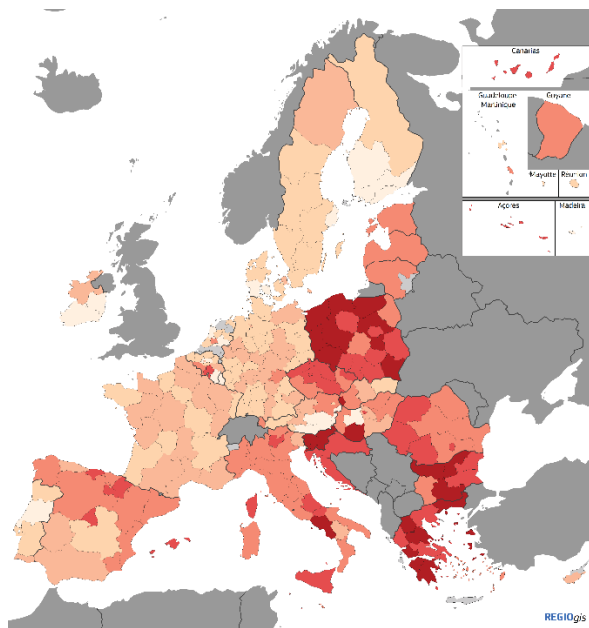 Canarias
Guadeloupe
Martinique
Guyane
Mayotte
Réunion
Açores
Madeira
REGIOgis